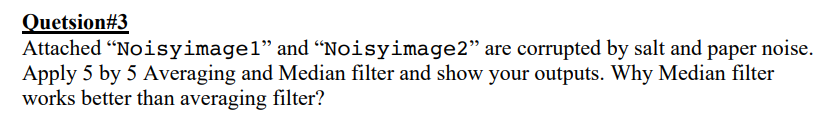 Quetsion#3
Attached “Noisyimage1” and “Noisyimage2” are corrupted by salt and paper noise.
Apply 5 by 5 Averaging and Median filter and show your outputs. Why Median filter
works better than averaging filter?